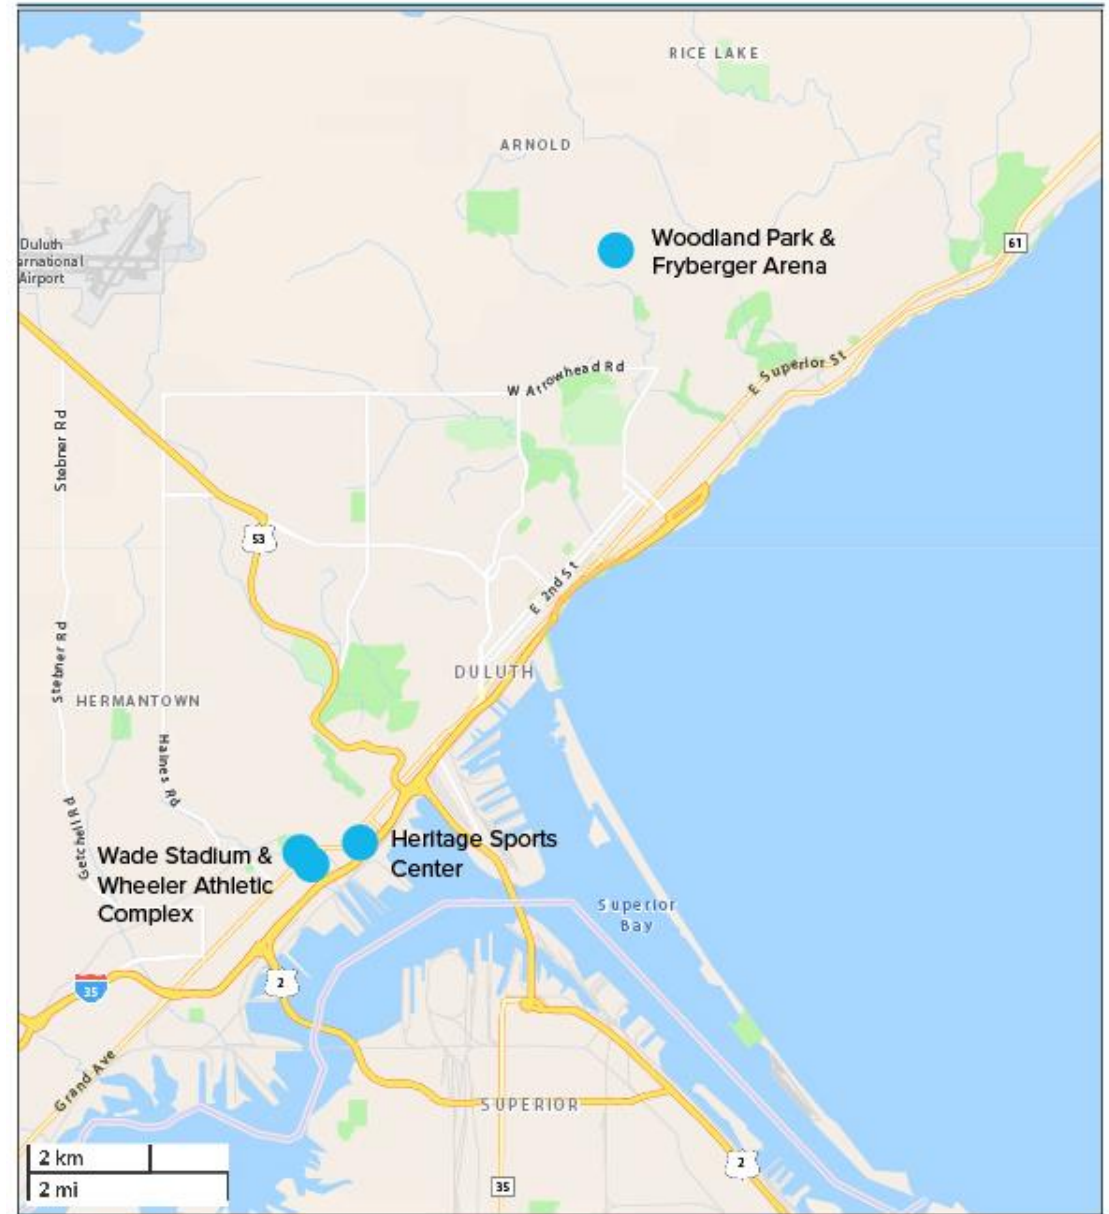 RICE LAKE
ARNOLD
Woodland Park &
Fryberger Arena
Duluth
ernational
Airport
61
E Superior St
W Arrowhead Rd
Stebner Rd
53
E 2nd St
Stebner Rd
DULUTH
HERMANTOWN
Haines Rd
Getchell Rd
Heritage Sports
Center
Wade Stadium &
Wheeler Athletic
Complex
Superior
Bay
2
35
Grand Ave
SUPERIOR
2 km
2 mi
2
35